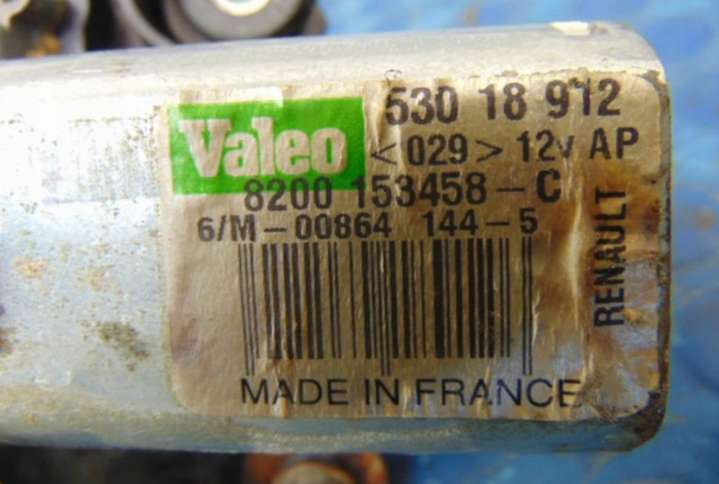 Valeo
530 18 912
<029> 12v AP
8200 153458-C
6/M-00864 144-5
RENAULT
MADE IN FRANCE